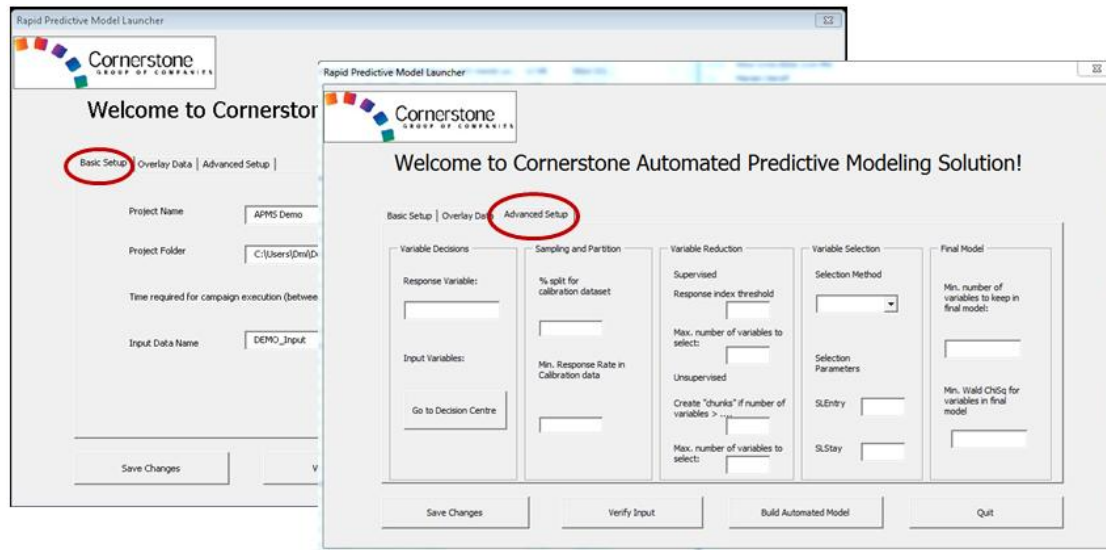 Rapid Predictive Model Launcher
Cornerstone
GROUP OF COMPANIES
Welcome to Cornerstor
Basic Setup
Overlay Data
Advanced Setup
Project Name
APMS Demo
Project Folder
C:\Users\Dmi\D
Time required for campaign execution (betwee
Input Data Name
DEMO_Input
Save Changes
V
Rapid Predictive Model Launcher
Cornerstone
GROUP OF COMPANIES
Welcome to Cornerstone Automated Predictive Modeling Solution!
Basic Setup
Overlay Data
Advanced Setup
Variable Decisions
Response Variable:
Input Variables:
Go to Decision Centre
Sampling and Partition
% split for
calibration dataset
Min. Response Rate in
Calibration data
Variable Reduction
Supervised
Response index threshold
Max. number of variables to
select:
Unsupervised
Create "chunks" if number of
variables > ....
Max. number of variables to
select:
Variable Selection
Selection Method
Selection
Parameters
SLEntry
SLStay
Final Model
Min. number of
variables to keep in
final model:
Min. Wald ChiSq for
variables in final
model
Save Changes
Verify Input
Build Automated Model
Quit